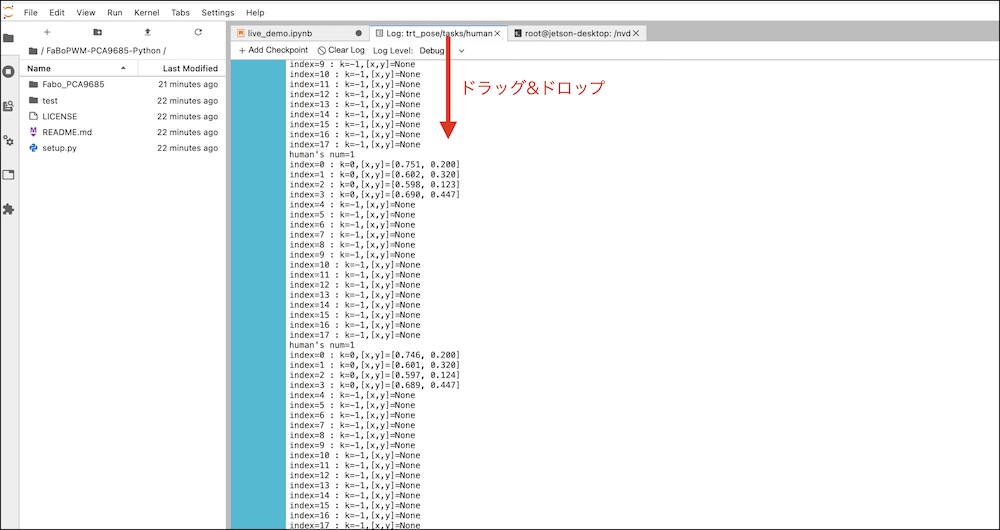 File Edit View Run Kernel Tabs Settings Help
/ FaBoPWM-PCA9685-Python /
Name Last Modified
Fabo_PCA9685 21 minutes ago
test 22 minutes ago
LICENSE 22 minutes ago
README.md 22 minutes ago
setup.py 22 minutes ago
live_demo.ipynb
Log: trt_pose/tasks/human
root@jetson-desktop: /nvd
Add Checkpoint Clear Log Log Level: Debug
ドラッグ&ドロップ
index=9 : k=-1,[x,y]=None
index=10 : k=-1,[x,y]=None
index=11 : k=-1,[x,y]=None
index=12 : k=-1,[x,y]=None
index=13 : k=-1,[x,y]=None
index=14 : k=-1,[x,y]=None
index=15 : k=-1,[x,y]=None
index=16 : k=-1,[x,y]=None
index=17 : k=-1,[x,y]=None
human's num=1
index=0 : k=0,[x,y]=[0.751, 0.200]
index=1 : k=0,[x,y]=[0.602, 0.320]
index=2 : k=0,[x,y]=[0.598, 0.123]
index=3 : k=0,[x,y]=[0.690, 0.447]
index=4 : k=-1,[x,y]=None
index=5 : k=-1,[x,y]=None
index=6 : k=-1,[x,y]=None
index=7 : k=-1,[x,y]=None
index=8 : k=-1,[x,y]=None
index=9 : k=-1,[x,y]=None
index=10 : k=-1,[x,y]=None
index=11 : k=-1,[x,y]=None
index=12 : k=-1,[x,y]=None
index=13 : k=-1,[x,y]=None
index=14 : k=-1,[x,y]=None
index=15 : k=-1,[x,y]=None
index=16 : k=-1,[x,y]=None
index=17 : k=-1,[x,y]=None
human's num=1
index=0 : k=0,[x,y]=[0.746, 0.200]
index=1 : k=0,[x,y]=[0.601, 0.320]
index=2 : k=0,[x,y]=[0.597, 0.124]
index=3 : k=0,[x,y]=[0.689, 0.447]
index=4 : k=-1,[x,y]=None
index=5 : k=-1,[x,y]=None
index=6 : k=-1,[x,y]=None
index=7 : k=-1,[x,y]=None
index=8 : k=-1,[x,y]=None
index=9 : k=-1,[x,y]=None
index=10 : k=-1,[x,y]=None
index=11 : k=-1,[x,y]=None
index=12 : k=-1,[x,y]=None
index=13 : k=-1,[x,y]=None
index=14 : k=-1,[x,y]=None
index=15 : k=-1,[x,y]=None
index=16 : k=-1,[x,y]=None
index=17 : k=-1,[x,y]=None